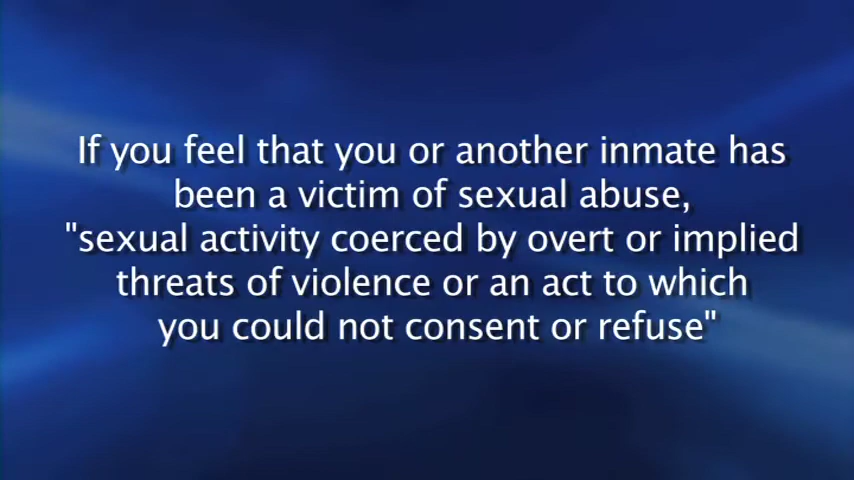 If you feel that you or another inmate has
been a victim of sexual abuse,
"sexual activity coerced by overt or implied
threats of violence or an act to which
you could not consent or refuse"